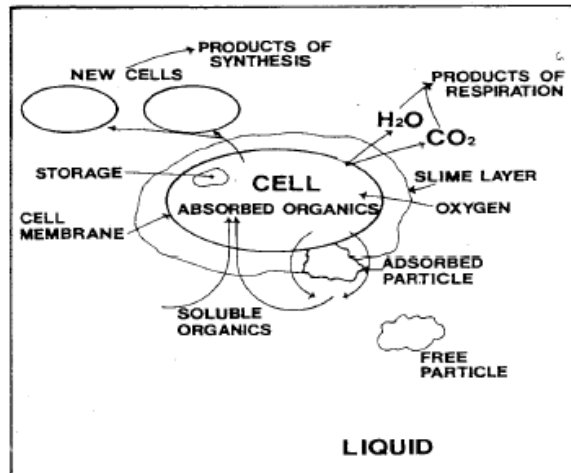 PRODUCTS OF
SYNTHESIS
NEW CELLS
PRODUCTS OF
RESPIRATION
H2O
CO2
STORAGE
CELL
SLIME LAYER
ABSORBED ORGANICS
OXYGEN
CELL
MEMBRANE
ADSORBED
PARTICLE
SOLUBLE
ORGANICS
FREE
PARTICLE
LIQUID